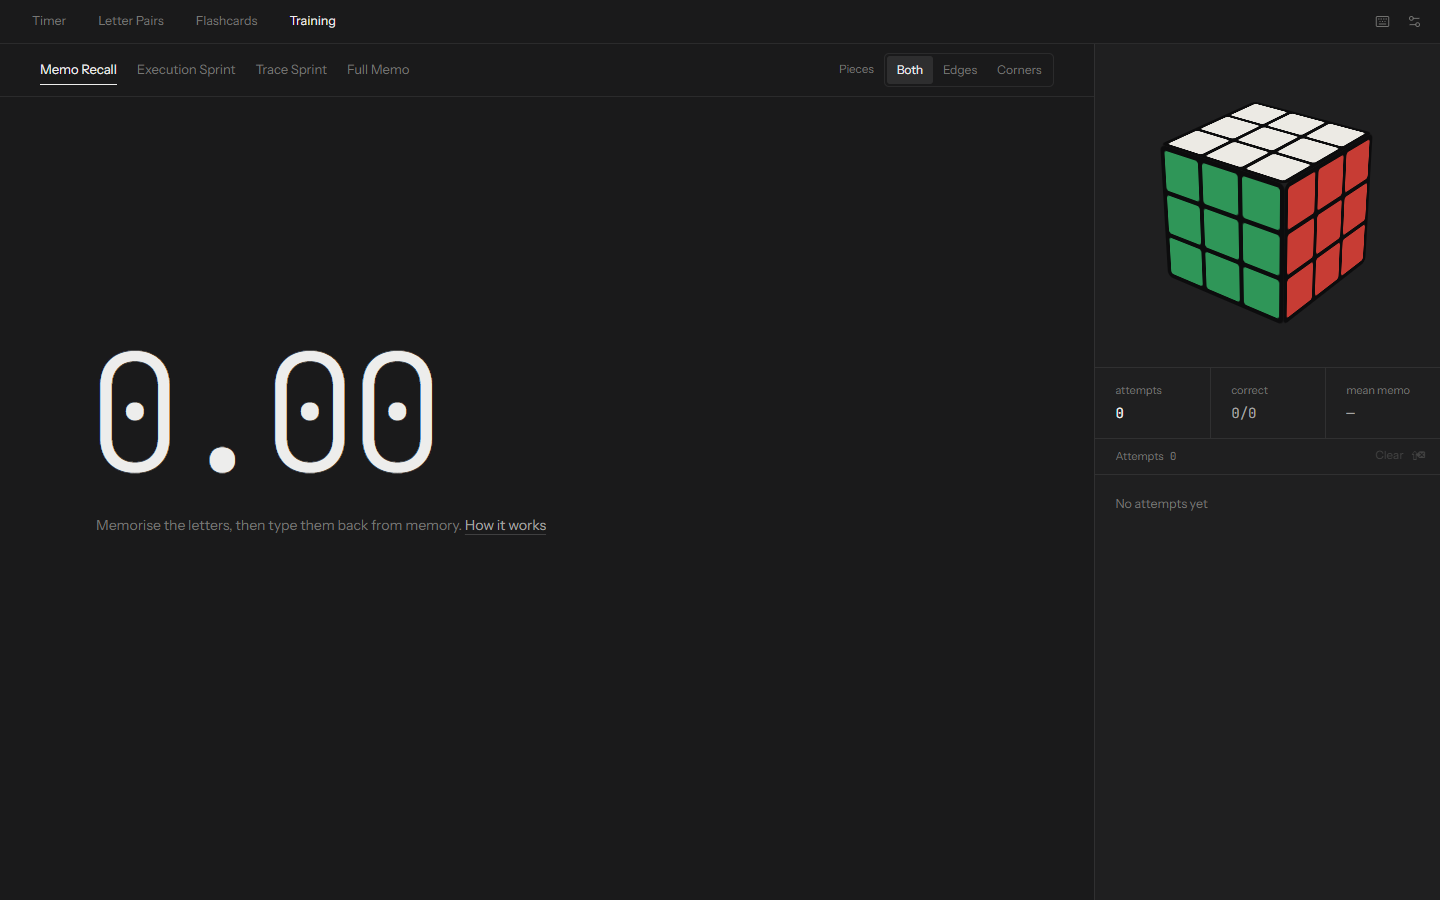 Timer Letter Pairs Flashcards Training
Memo Recall Execution Sprint Trace Sprint Full Memo Pieces Both Edges Corners
0.00
Memorise the letters, then type them back from memory. How it works
attempts correct mean memo
0 0/0 —
Attempts 0 Clear
No attempts yet